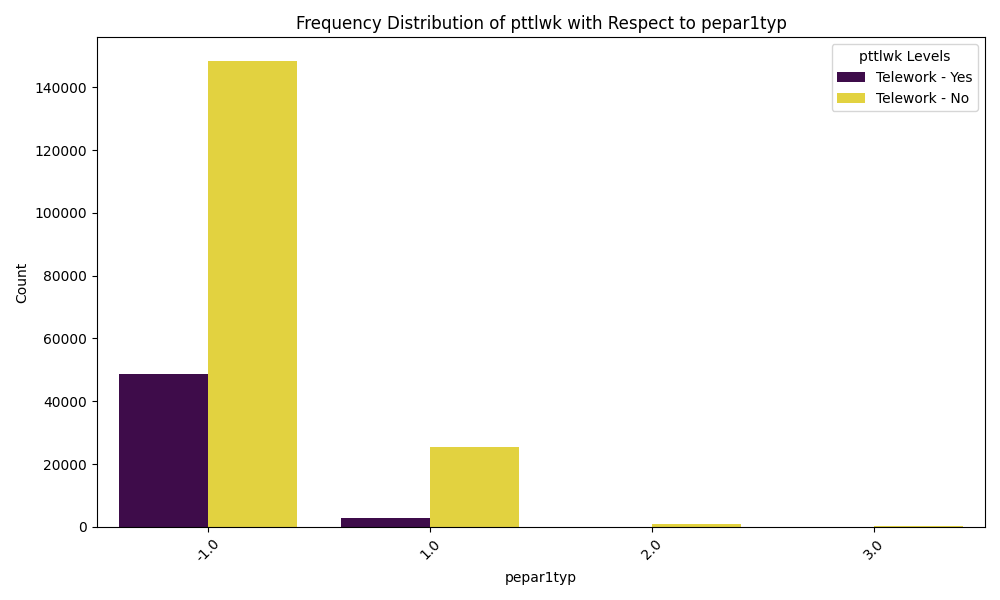 Frequency Distribution of pttlwk with Respect to pepar1typ
pttlwk Levels
Telework - Yes
Telework - No
Count
140000
120000
100000
80000
60000
40000
20000
0
-1.0
1.0
2.0
3.0
pepar1typ